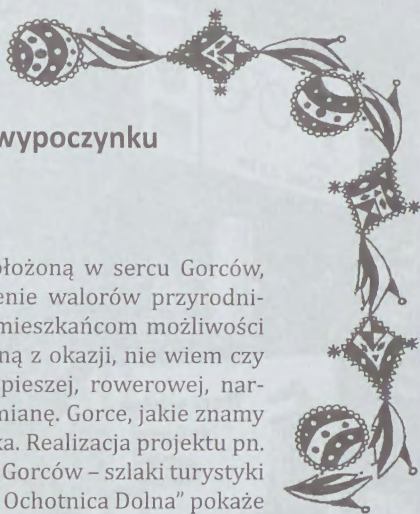 wypoczynku
ołożoną w sercu Gorców,
enie walorów przyrodni-
mieszkańcom możliwości
ną z okazji, nie wiem czy
pieszej, rowerowej, nar-
mianę. Gorce, jakie znamy
ka. Realizacja projektu pn.
Gorców – szlaki turystyki
Ochotnica Dolna” pokaże